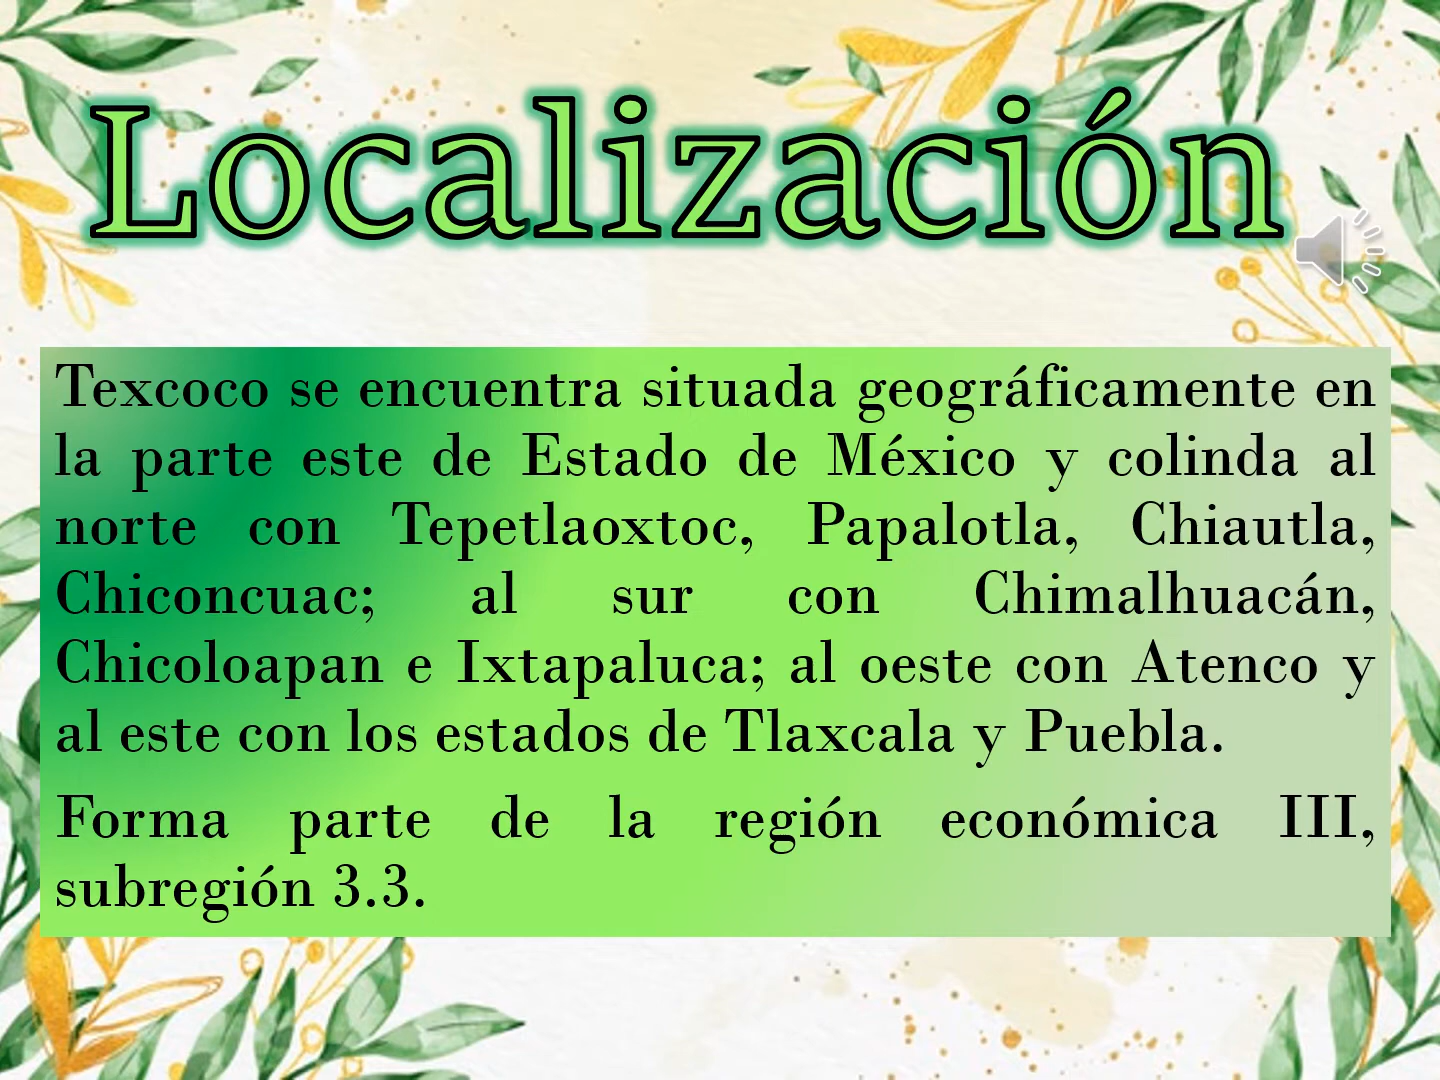 Localización
Texcoco se encuentra situada geográficamente en
la parte este de Estado de México y colinda al
norte con Tepetlaoxtoc, Papalotla, Chiautla,
Chiconcuac; al sur con Chimalhuacán,
Chicoloapan e Ixtapaluca; al oeste con Atenco y
al este con los estados de Tlaxcala y Puebla.
Forma parte de la región económica III,
subregión 3.3.